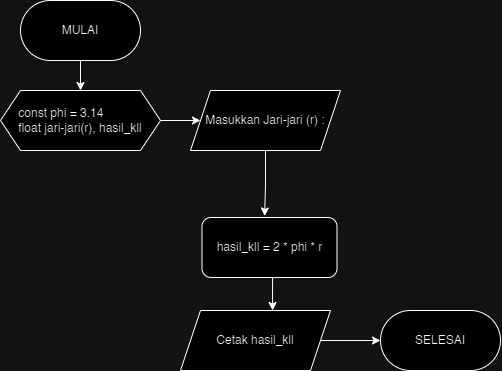 MULAI
const phi = 3.14
float jari-jari(r), hasil_kll
Masukkan Jari-jari (r) :
hasil_kll = 2 * phi * r
Cetak hasil_kll
SELESAI